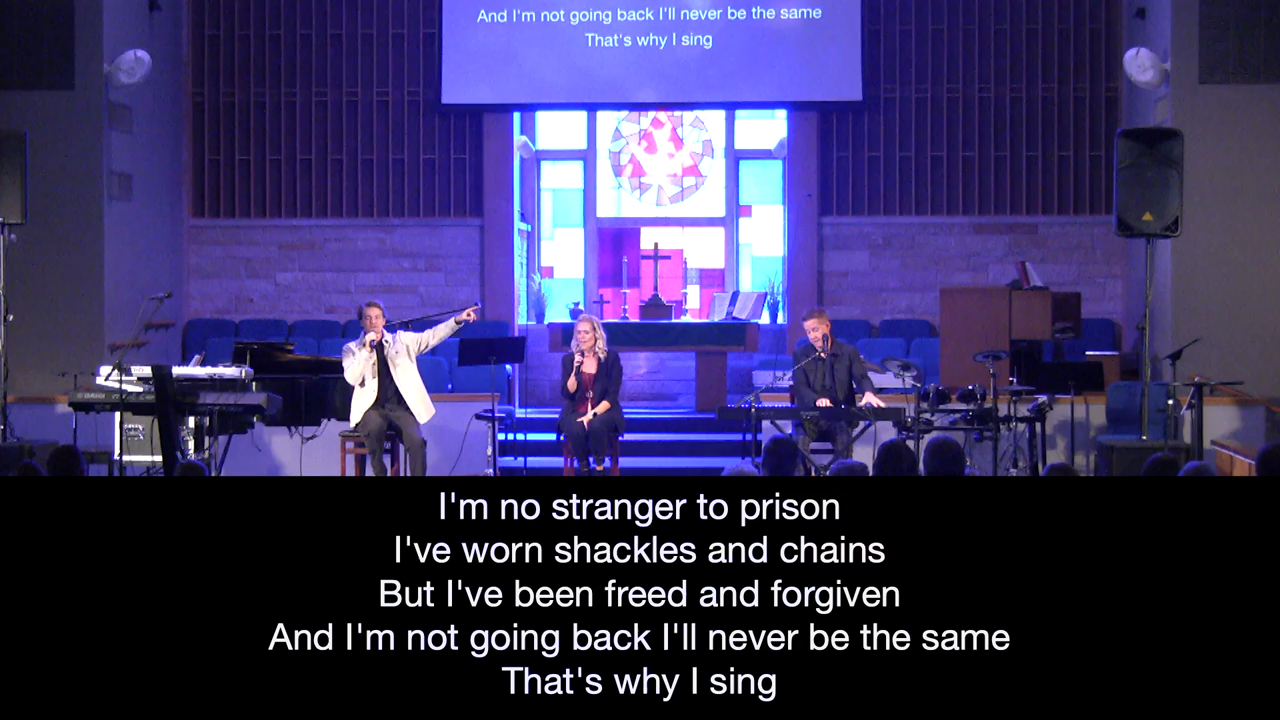 And I'm not going back I'll never be the same
That's why I sing
I'm no stranger to prison
I've worn shackles and chains
But I've been freed and forgiven
And I'm not going back I'll never be the same
That's why I sing